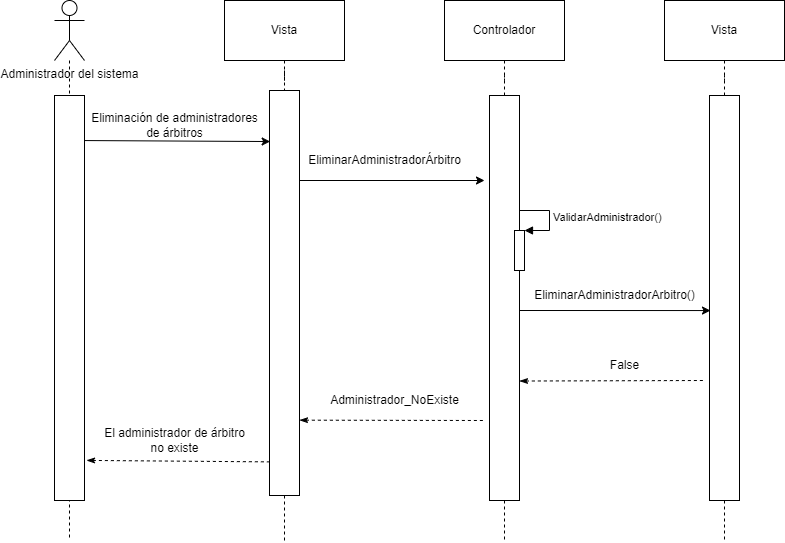 Vista
Controlador
Vista
Administrador del sistema
Eliminación de administradores
de árbitros
EliminarAdministradorÁrbitro
ValidarAdministrador()
EliminarAdministradorArbitro()
False
Administrador_NoExiste
El administrador de árbitro
no existe